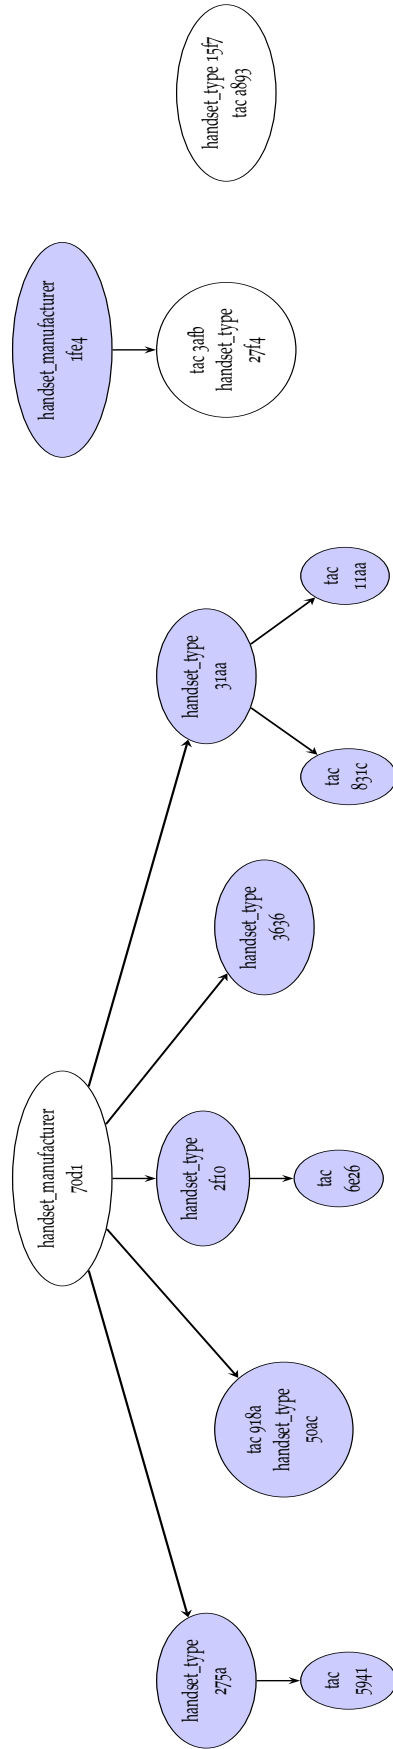 handset_manufacturer
70d1
handset_manufacturer
1fe4
handset_type
275a
tac 918a
handset_type
50ac
handset_type
2f10
handset_type
3636
handset_type
31aa
tac 3afb
handset_type
27f4
handset_type 15f7
tac a893
tac
5941
tac
6e26
tac
831c
tac
11aa